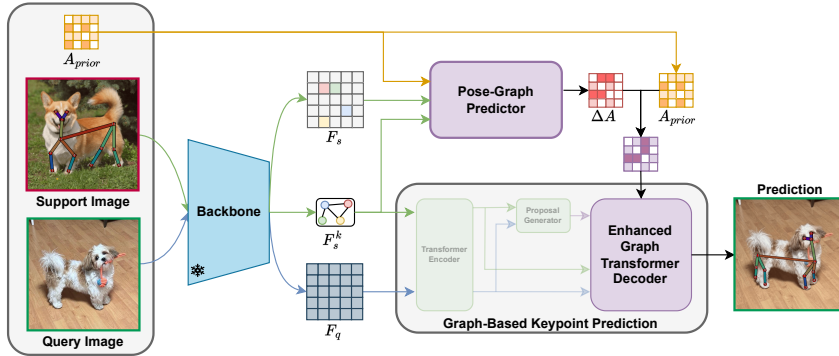 A_prior
Support Image
Query Image
Backbone
F_s
F_s^k
F_q
Pose-Graph
Predictor
ΔA
A_prior
Transformer
Encoder
Proposal
Generator
Enhanced
Graph
Transformer
Decoder
Graph-Based Keypoint Prediction
Prediction